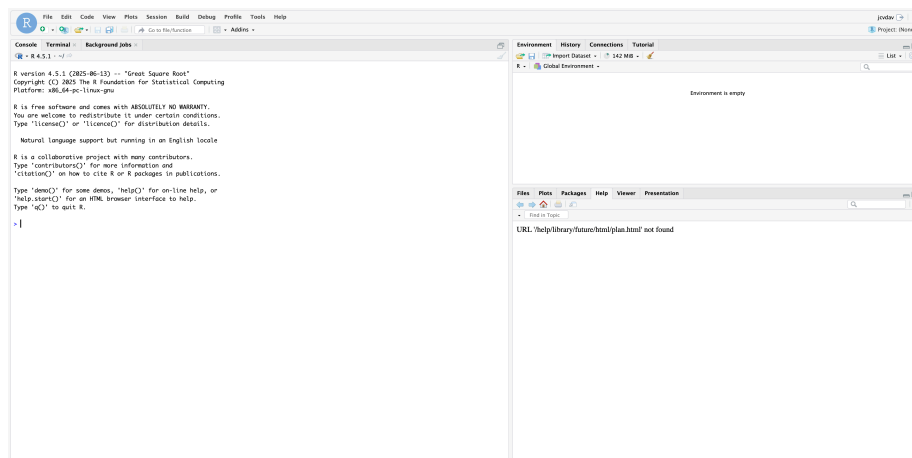 File Edit Code View Plots Session Build Debug Profile Tools Help
jcvdav
R
Go to file/function
Addins
Project: (None
Console Terminal Background Jobs
R 4.5.1 · ~/
R version 4.5.1 (2025-06-13) -- "Great Square Root"
Copyright (C) 2025 The R Foundation for Statistical Computing
Platform: x86_64-pc-linux-gnu
R is free software and comes with ABSOLUTELY NO WARRANTY.
You are welcome to redistribute it under certain conditions.
Type 'license()' or 'licence()' for distribution details.
Natural language support but running in an English locale
R is a collaborative project with many contributors.
Type 'contributors()' for more information and
'citation()' on how to cite R or R packages in publications.
Type 'demo()' for some demos, 'help()' for on-line help, or
'help.start()' for an HTML browser interface to help.
Type 'q()' to quit R.
>
Environment History Connections Tutorial
Import Dataset 142 MiB List
R Global Environment
Environment is empty
Files Plots Packages Help Viewer Presentation
Find in Topic
URL '/help/library/future/html/plan.html' not found